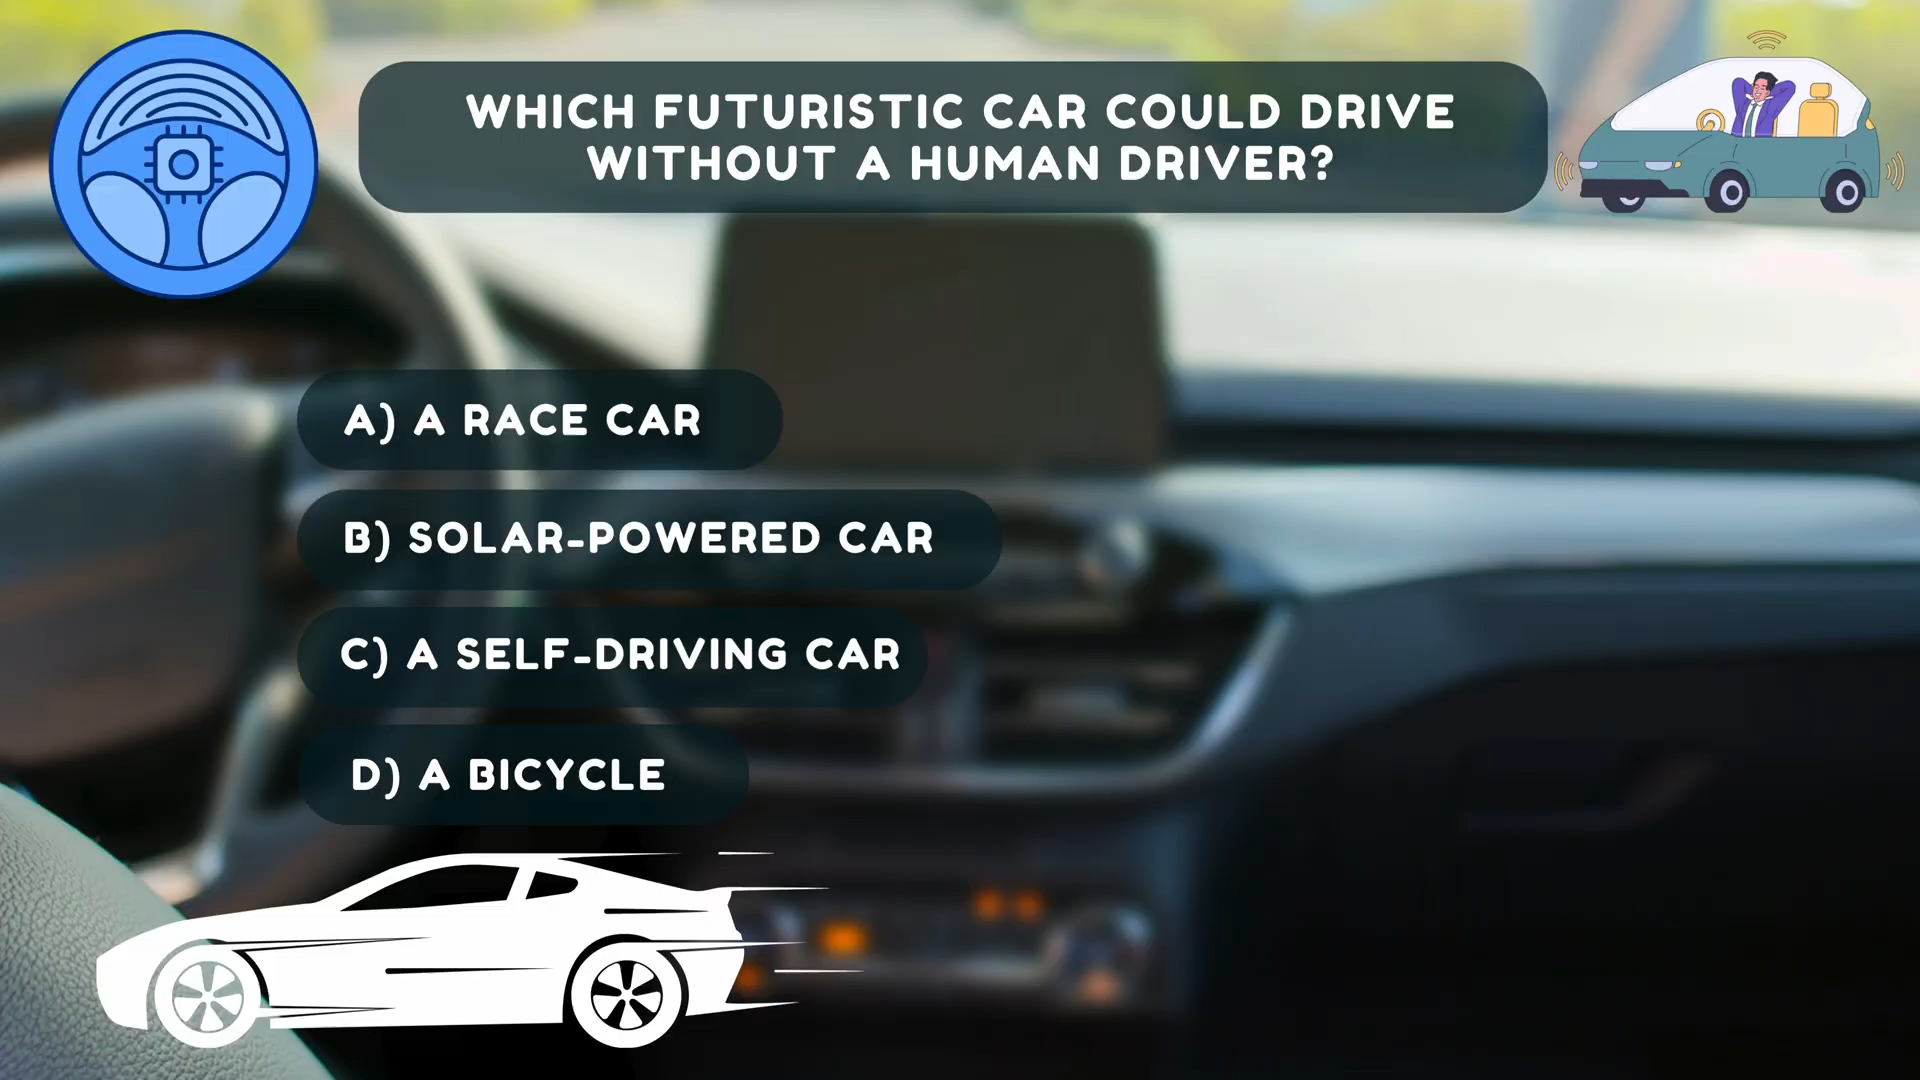 WHICH FUTURISTIC CAR COULD DRIVE
WITHOUT A HUMAN DRIVER?
A) A RACE CAR
B) SOLAR-POWERED CAR
C) A SELF-DRIVING CAR
D) A BICYCLE